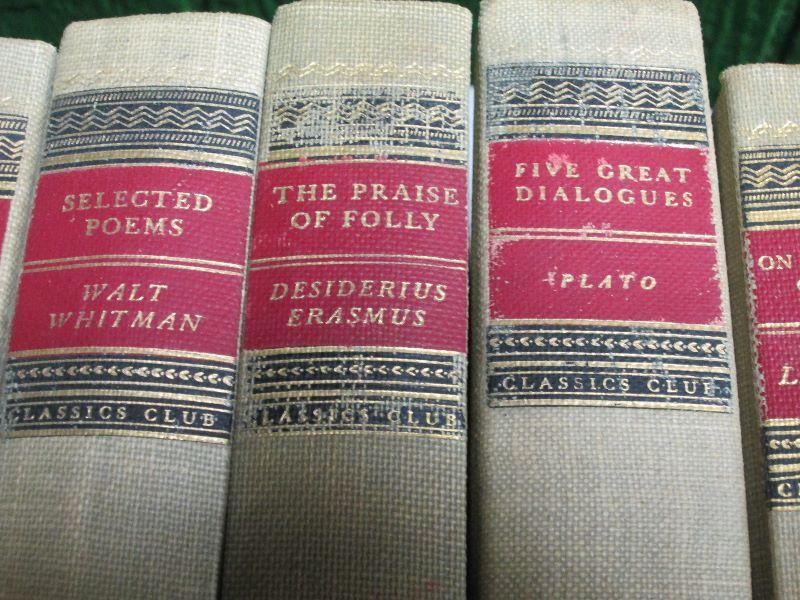 SELECTED
POEMS
WALT
WHITMAN
CLASSICS CLUB
THE PRAISE
OF FOLLY
DESIDERIUS
ERASMUS
CLASSICS CLUB
FIVE GREAT
DIALOGUES
PLATO
CLASSICS CLUB
ON